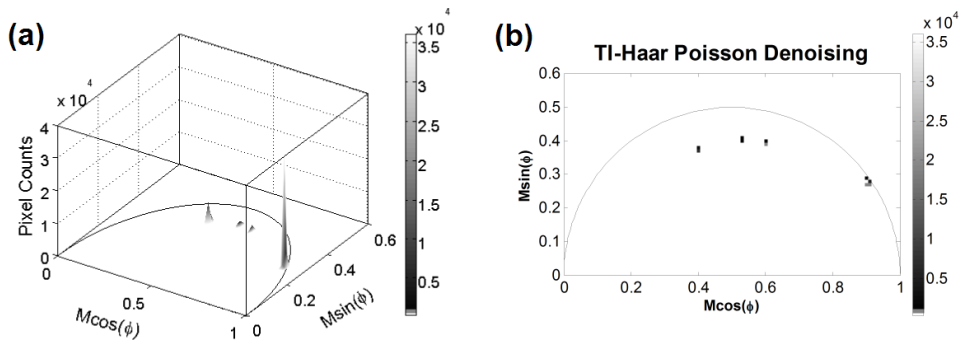 (a)
x 10^4
Pixel Counts
4
3
2
1
0
0
0.5
1
Mcos(ϕ)
0
0.2
0.4
0.6
Msin(ϕ)
x 10^4
3.5
3
2.5
2
1.5
1
0.5
(b)
TI-Haar Poisson Denoising
Msin(ϕ)
0.6
0.5
0.4
0.3
0.2
0.1
0
0 0.2 0.4 0.6 0.8 1
Mcos(ϕ)
x 10^4
3.5
3
2.5
2
1.5
1
0.5